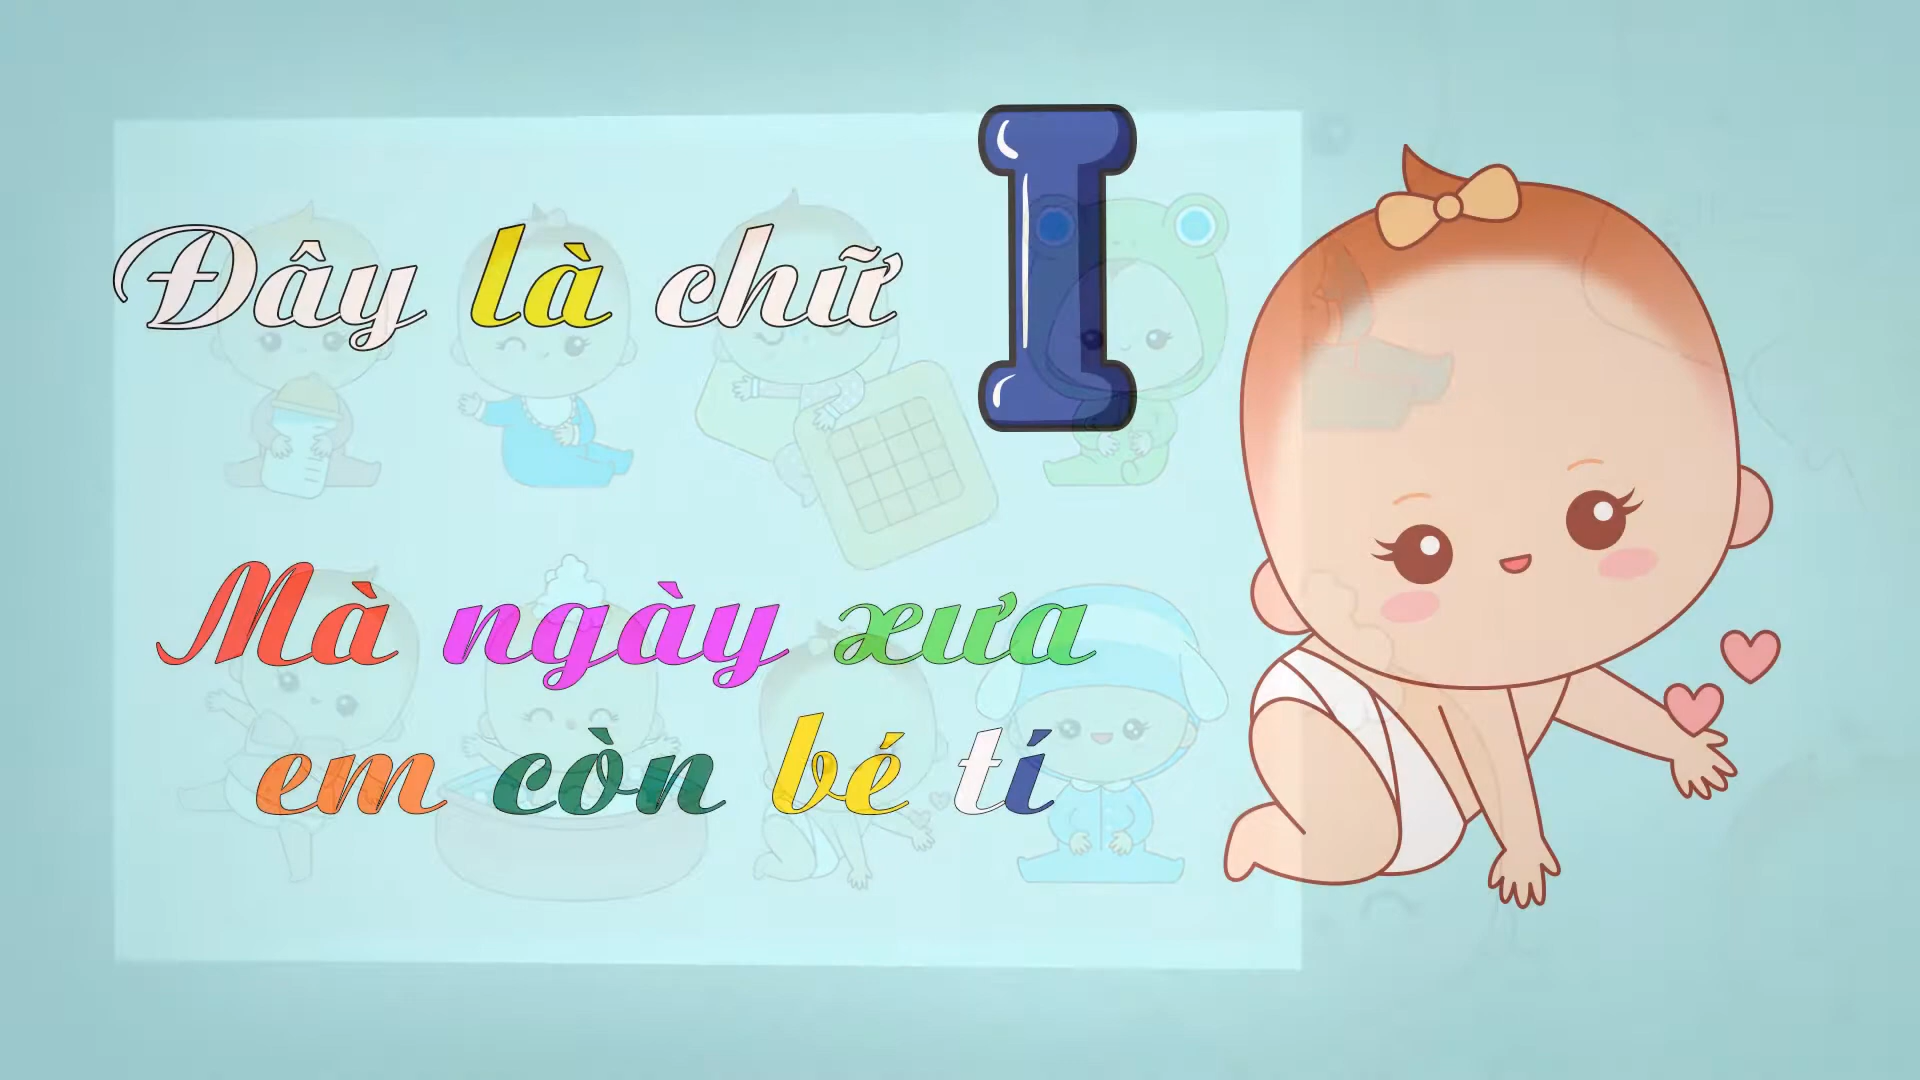 Đây là chữ I
Mà ngày xưa
em còn bé tí